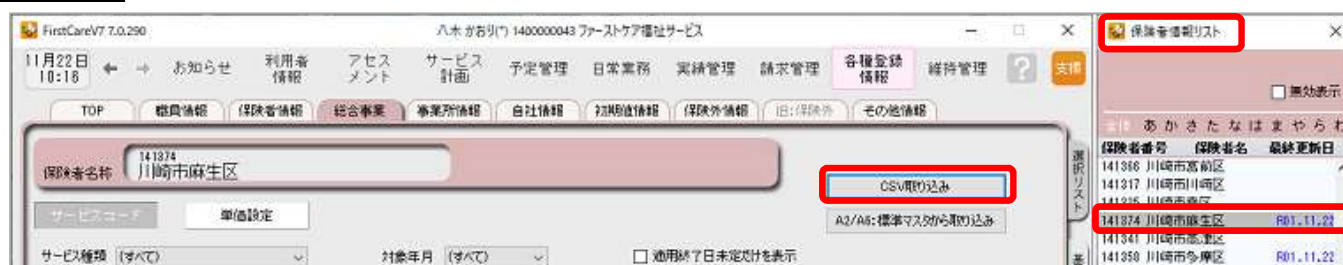 FirstCareV7 7.0.290 八木 かおり(*) 1400000043 ファーストケア福祉サービス
保険者情報リスト
11月22日 10:16 ← → お知らせ 利用者情報 アセスメント サービス計画 予定管理 日常業務 実績管理 請求管理 各種登録情報 維持管理 ? 支援
無効表示
TOP 職員情報 保険者情報 総合事業 事業所情報 自社情報 初期値情報 保険外情報 旧:保険外 その他情報
あかさたなはまやらわ
保険者番号 保険者名 最終更新日
保険者名称 141374 川崎市麻生区
選択リスト
141366 川崎市宮前区
CSV取り込み
141317 川崎市川崎区
141325 川崎市幸区
サービスコード 単価設定 A2/A6:標準マスタから取り込み
141374 川崎市麻生区 R01.11.22
141341 川崎市高津区
サービス種類 (すべて) 対象年月 (すべて) 適用終了日未定だけを表示
141358 川崎市多摩区 R01.11.22